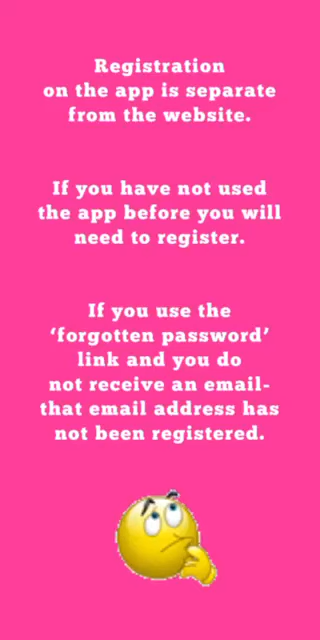 Registration
on the app is separate
from the website.
If you have not used
the app before you will
need to register.
If you use the
‘forgotten password’
link and you do
not receive an email-
that email address has
not been registered.